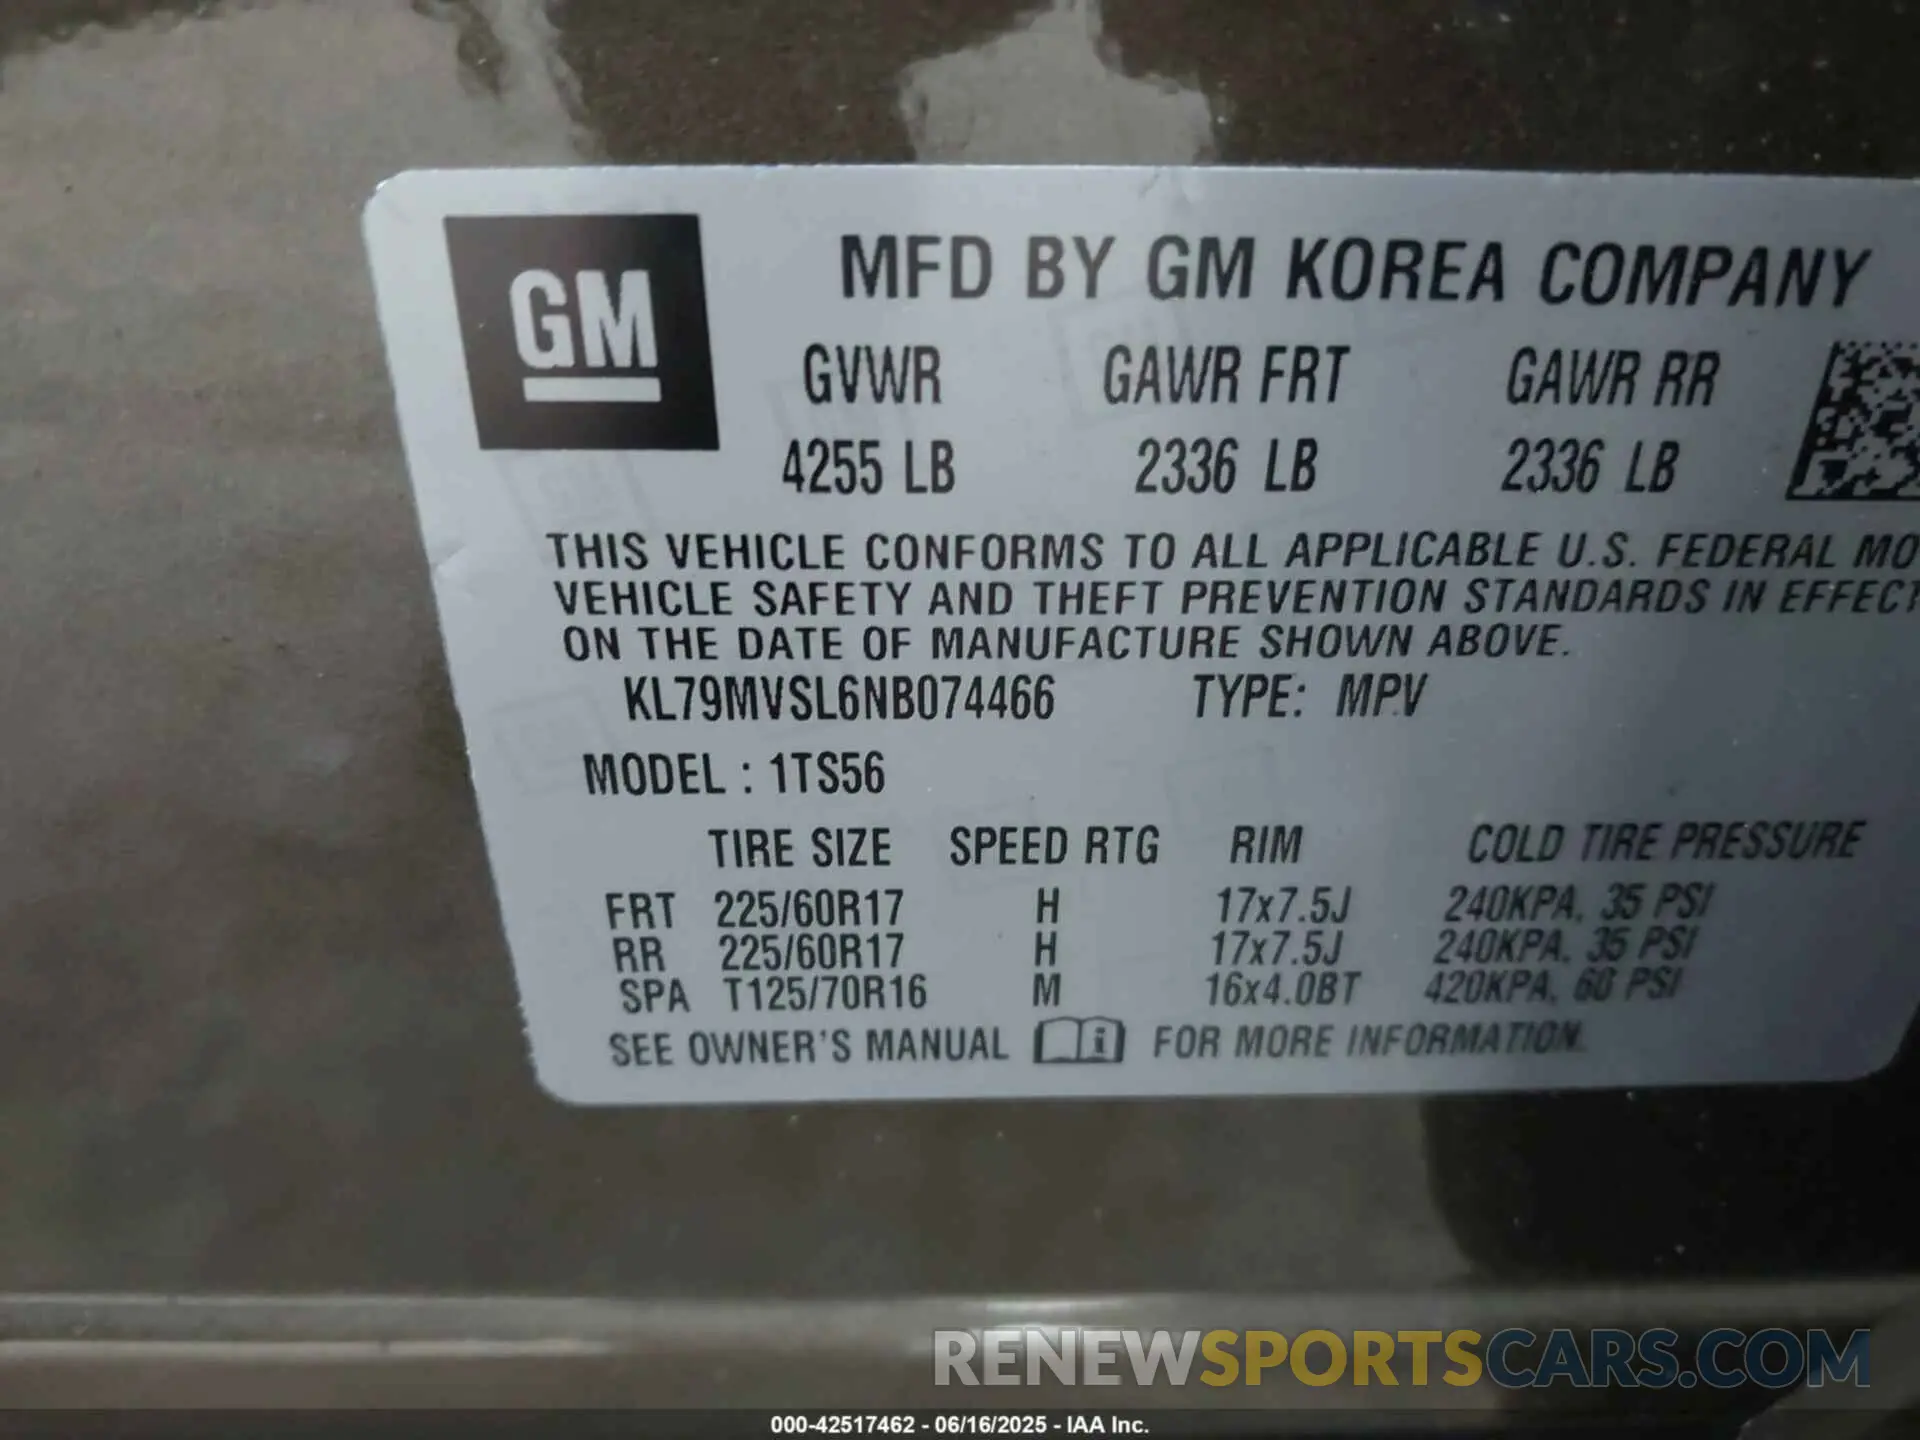 GM
MFD BY GM KOREA COMPANY
GVWR GAWR FRT GAWR RR
4255 LB 2336 LB 2336 LB
THIS VEHICLE CONFORMS TO ALL APPLICABLE U.S. FEDERAL MO
VEHICLE SAFETY AND THEFT PREVENTION STANDARDS IN EFFECT
ON THE DATE OF MANUFACTURE SHOWN ABOVE.
KL79MVSL6NB074466 TYPE: MPV
MODEL : 1TS56
TIRE SIZE SPEED RTG RIM COLD TIRE PRESSURE
FRT 225/60R17 H 17x7.5J 240KPA, 35 PSI
RR 225/60R17 H 17x7.5J 240KPA, 35 PSI
SPA T125/70R16 M 16x4.0BT 420KPA, 60 PSI
SEE OWNER'S MANUAL i FOR MORE INFORMATION.
RENEWSPORTSCARS.COM
000-42517462 - 06/16/2025 - IAA Inc.